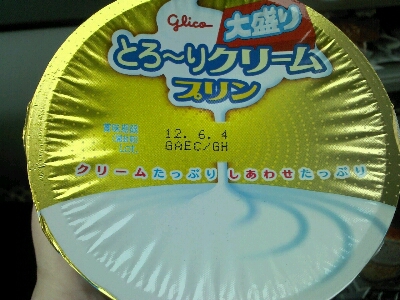 Glico
大盛り
とろ～りクリーム
プリン
12.6.4
GAEC/GH
クリームたっぷりしあわせたっぷり